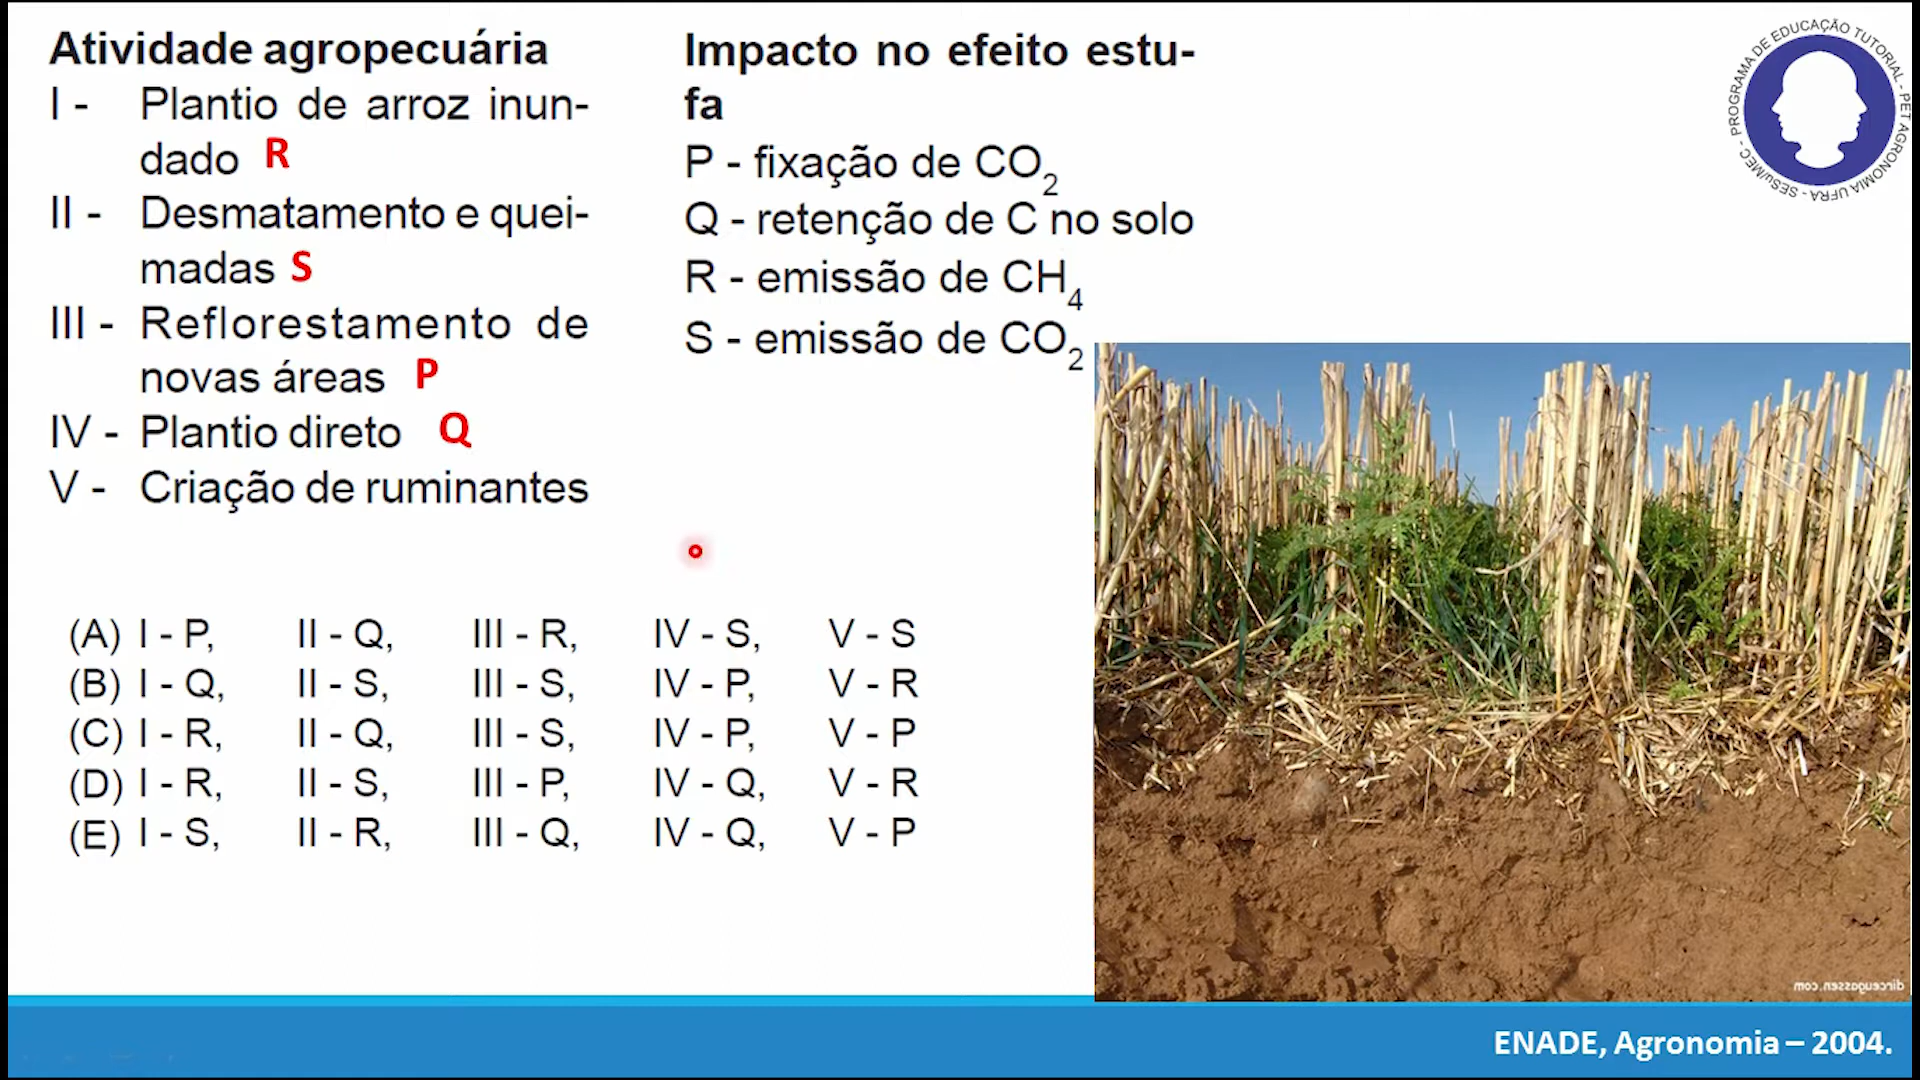 Atividade agropecuária
I - Plantio de arroz inun-
dado R
II - Desmatamento e quei-
madas S
III - Reflorestamento de
novas áreas P
IV - Plantio direto Q
V - Criação de ruminantes
Impacto no efeito estu-
fa
P - fixação de CO2
Q - retenção de C no solo
R - emissão de CH4
S - emissão de CO2
(A) I - P, II - Q, III - R, IV - S, V - S
(B) I - Q, II - S, III - S, IV - P, V - R
(C) I - R, II - Q, III - S, IV - P, V - P
(D) I - R, II - S, III - P, IV - Q, V - R
(E) I - S, II - R, III - Q, IV - Q, V - P
PROGRAMA DE EDUCAÇÃO TUTORIAL - PET AGRONOMIA UFRA - SESu/MEC -
dirceugassen.com
ENADE, Agronomia – 2004.